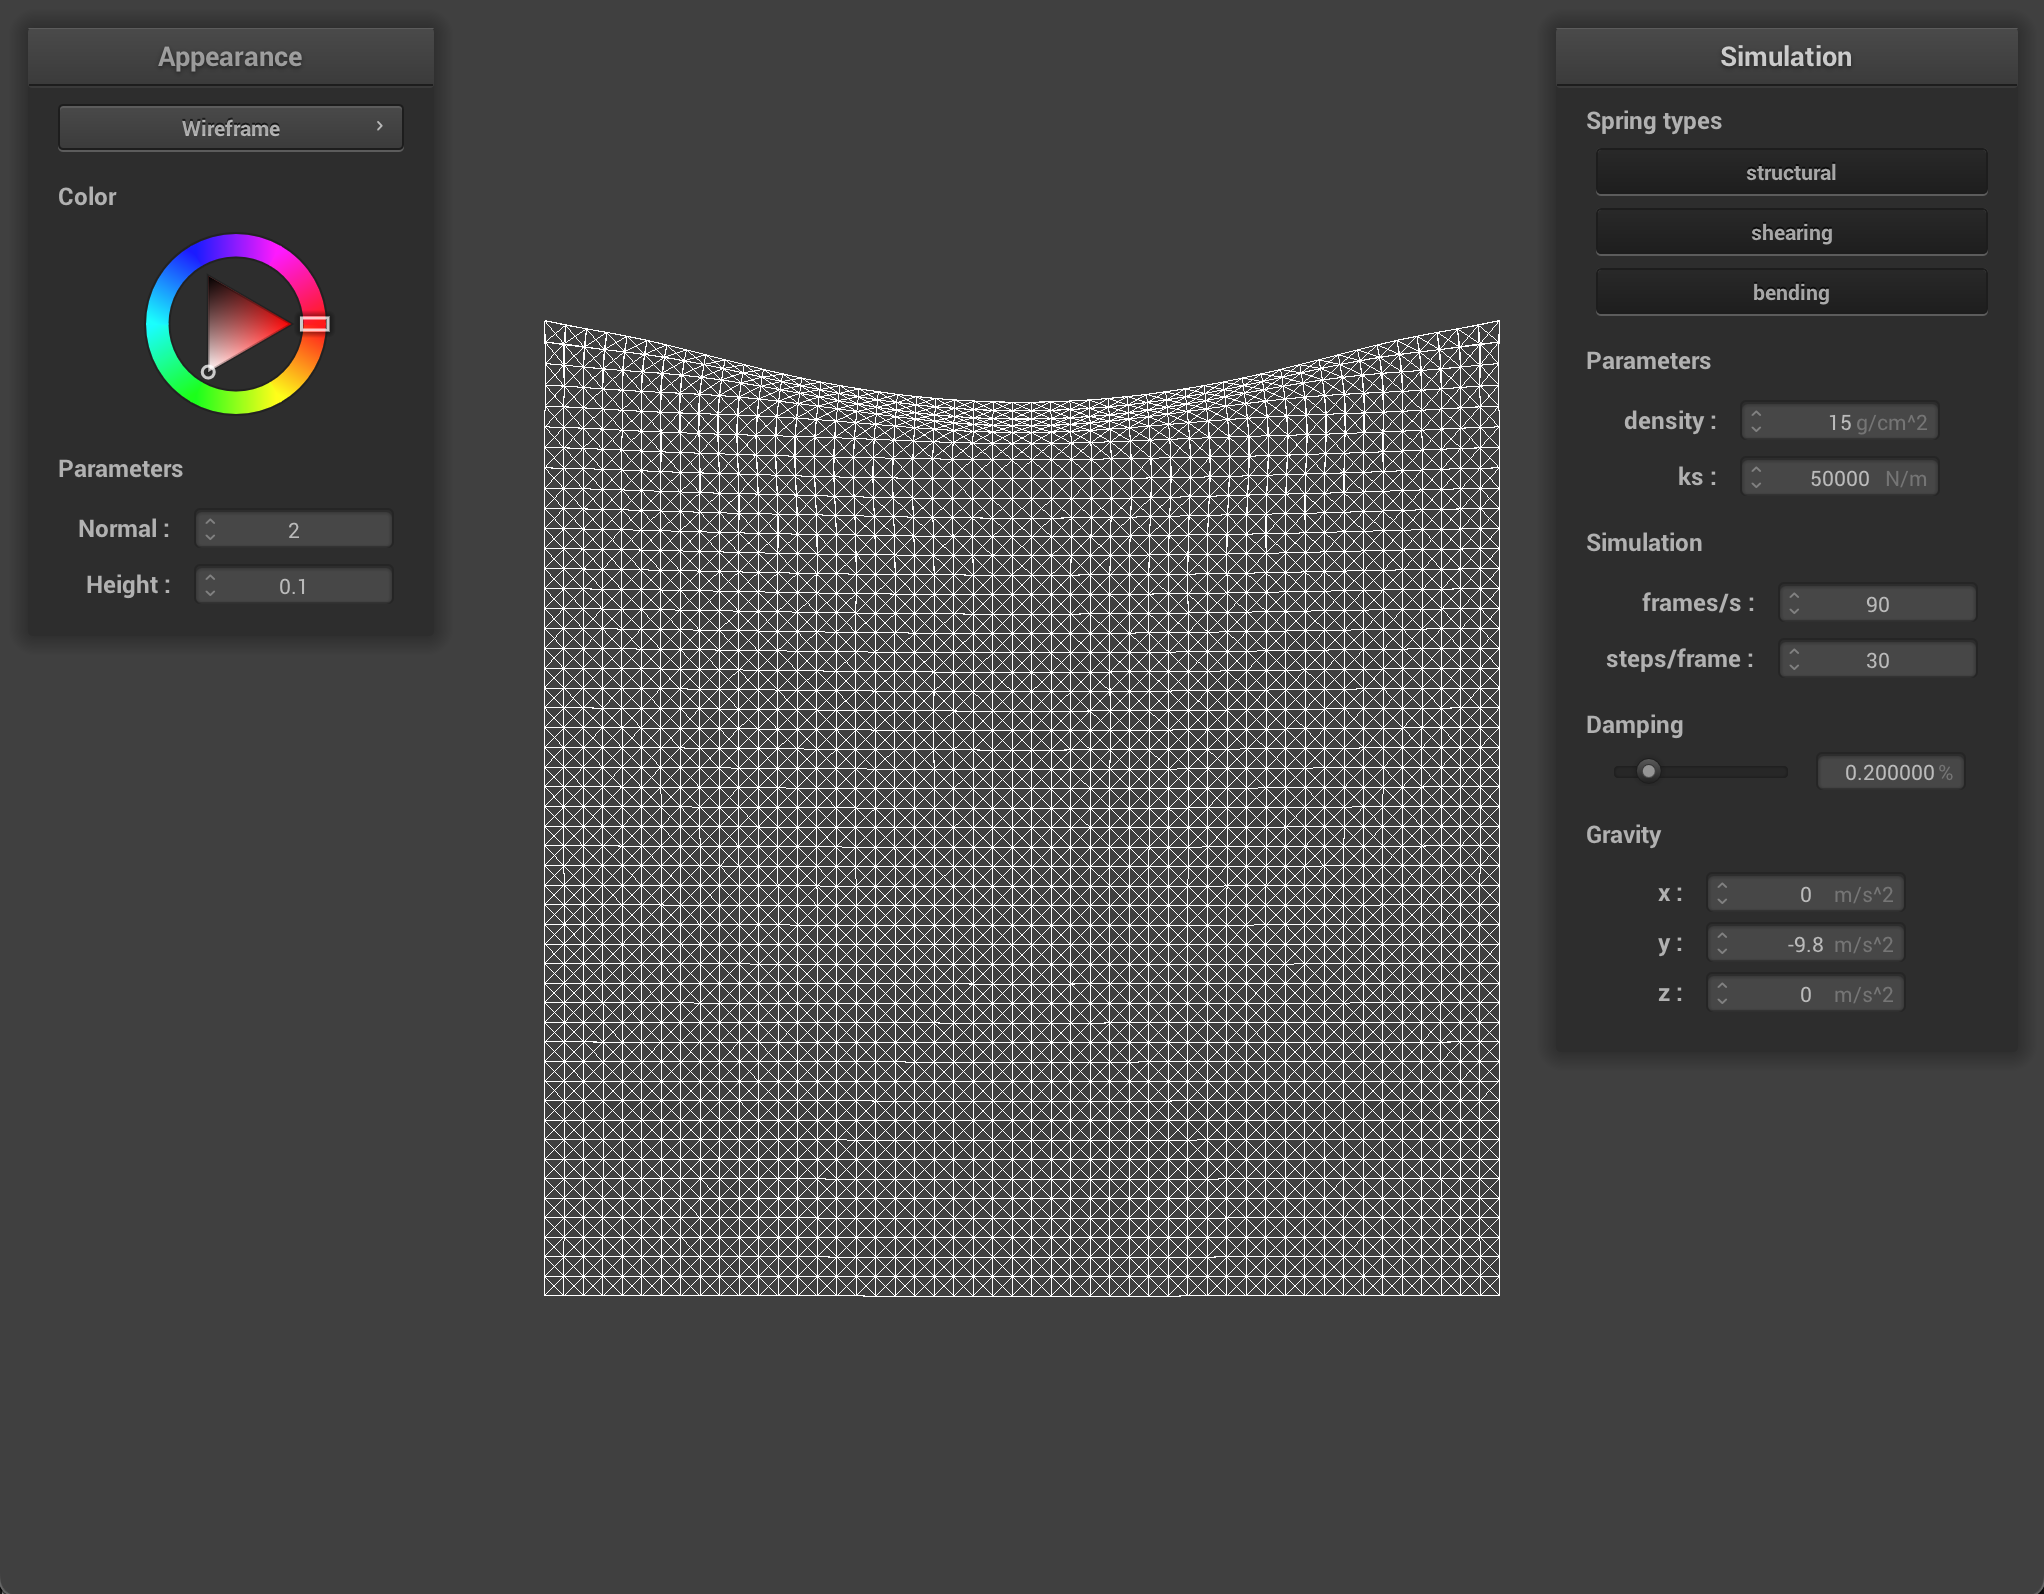 Appearance
Wireframe
Color
Parameters
Normal : 2
Height : 0.1
Simulation
Spring types
structural
shearing
bending
Parameters
density : 15 g/cm^2
ks : 50000 N/m
Simulation
frames/s : 90
steps/frame : 30
Damping
0.200000 %
Gravity
x : 0 m/s^2
y : -9.8 m/s^2
z : 0 m/s^2